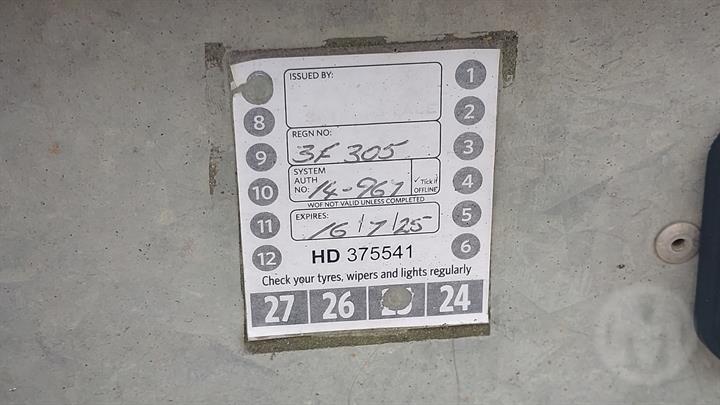 ISSUED BY:
1
8
2
REGN NO:
3F 305
9
3
SYSTEM
AUTH
NO: 14-967
✓ Tick if
OFFLINE
10
4
WOF NOT VALID UNLESS COMPLETED
EXPIRES:
16/7/25
11
5
12
HD 375541
6
Check your tyres, wipers and lights regularly
27 26 24